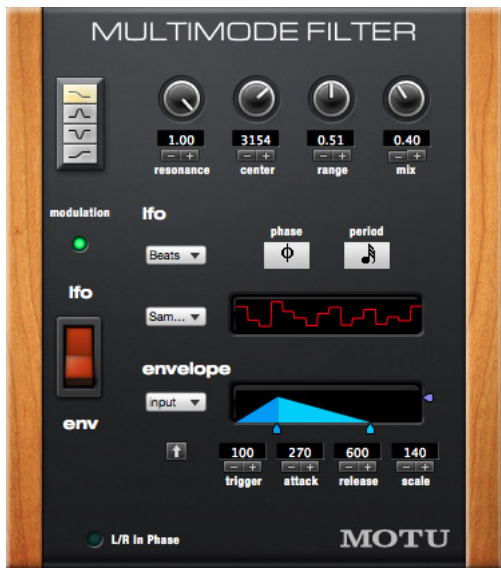 MULTIMODE FILTER
1.00 3154 0.51 0.40
- + - + - + - +
resonance center range mix
modulation lfo
phase period
Beats
ϕ
lfo
Sam...
envelope
input
env
100 270 600 140
- + - + - + - +
trigger attack release scale
L/R In Phase
MOTU